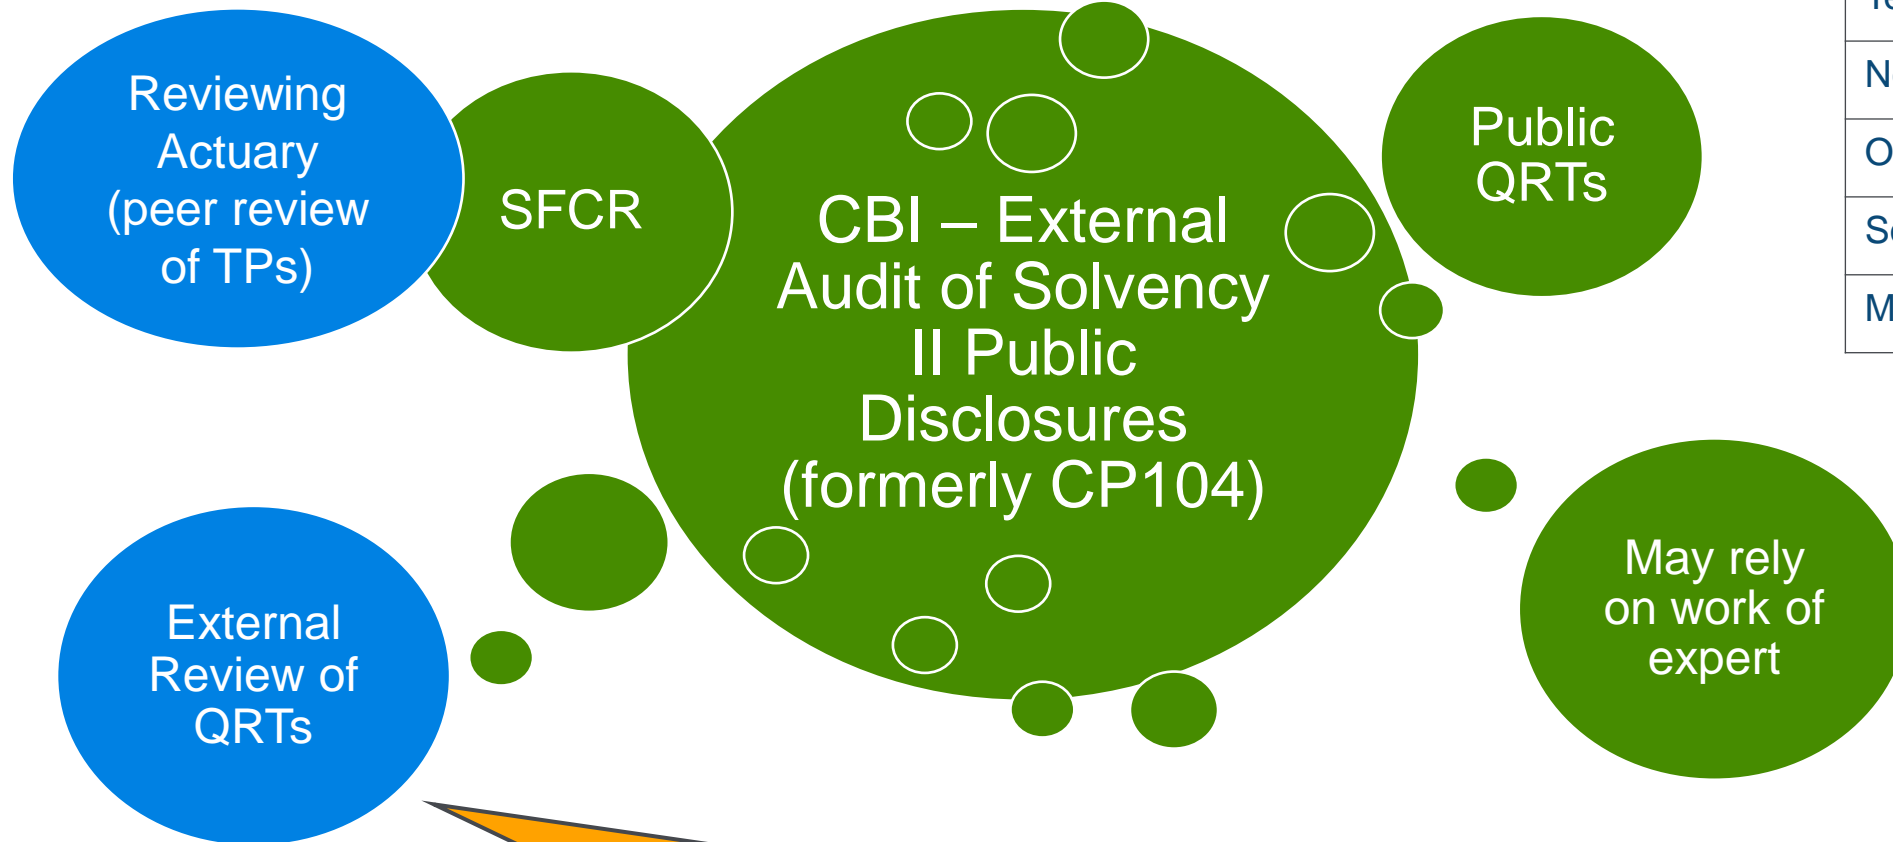 Reviewing
Actuary
(peer review
of TPs)
SFCR
CBI – External
Audit of Solvency
II Public
Disclosures
(formerly CP104)
Public
QRTs
External
Review of
QRTs
May rely
on work of
expert